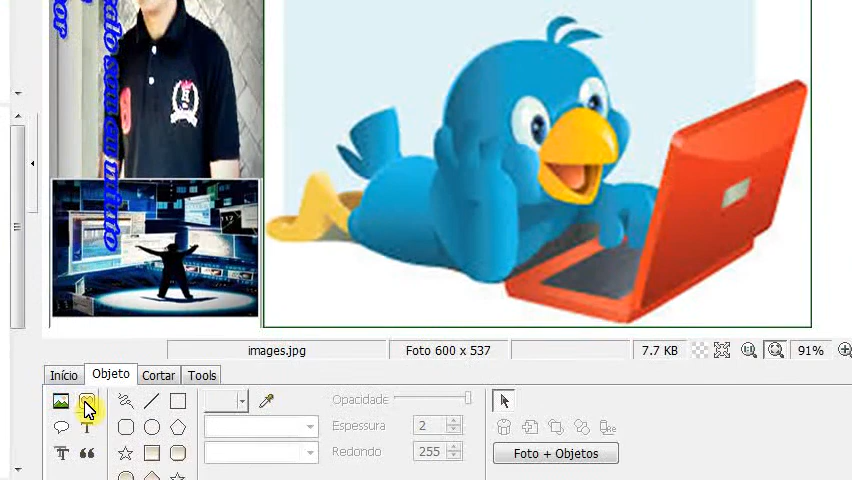 images.jpg
Foto 600 x 537
7.7 KB
91%
Início
Objeto
Cortar
Tools
Opacidade
Espessura
2
Redondo
255
Foto + Objetos